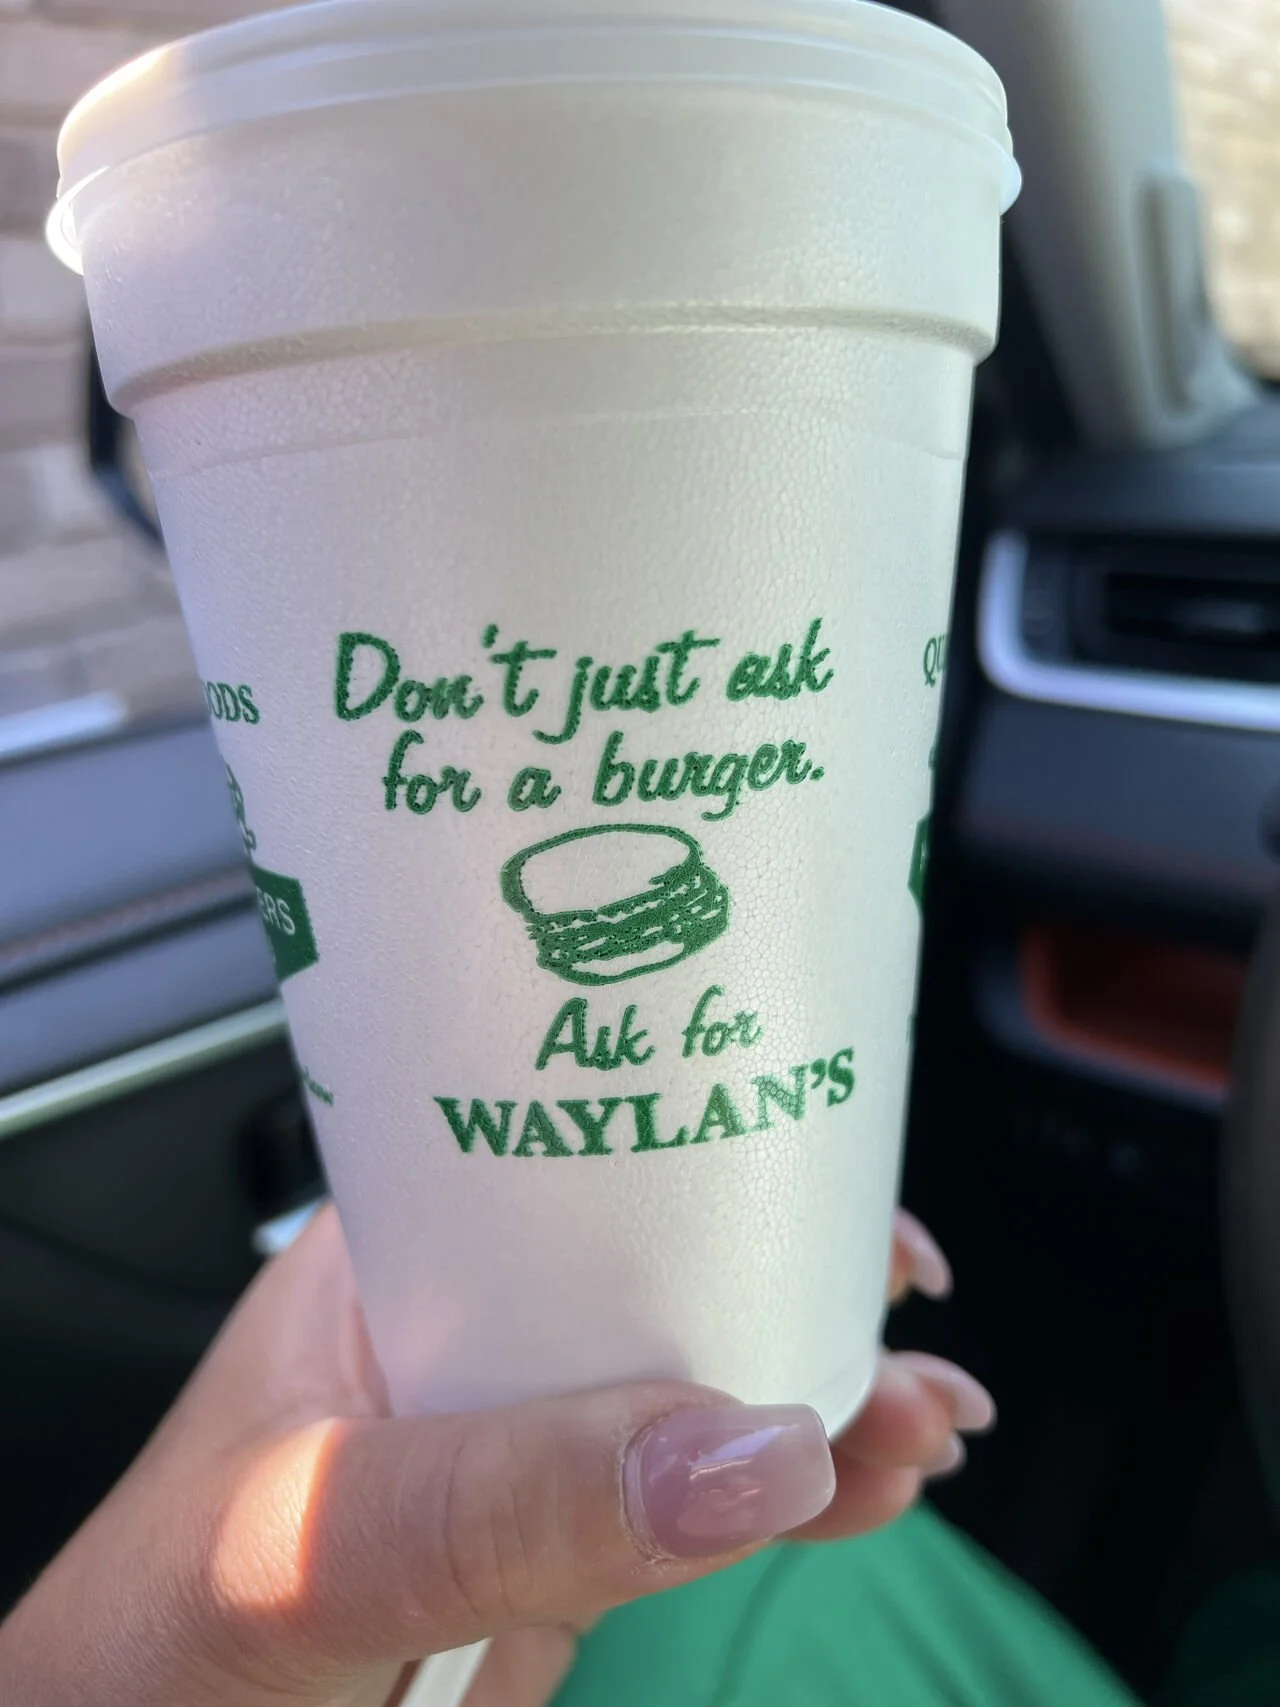 Don't just ask
for a burger.
Ask for
WAYLAN'S